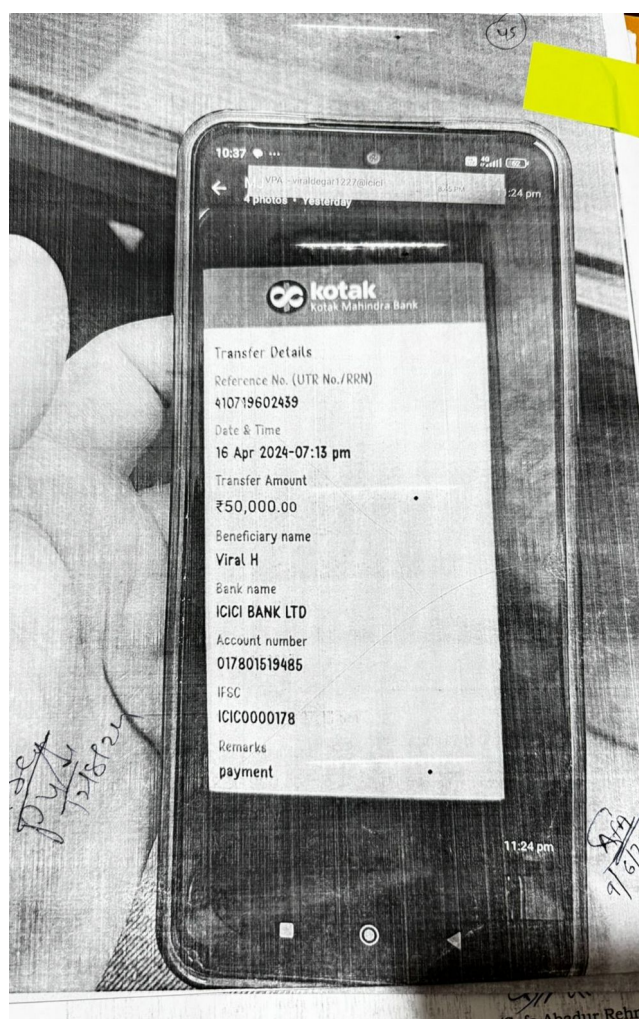 45
10:37
4G
62
VPA -viraldegar1227@icici
:24 pm
4 photos • Yesterday
kotak
Kotak Mahindra Bank
Transfer Details
Reference No. (UTR No./RRN)
410719602439
Date & Time
16 Apr 2024-07:13 pm
Transfer Amount
₹50,000.00
Beneficiary name
Viral H
Bank name
ICICI BANK LTD
Account number
017801519485
IFSC
ICIC0000178
Remarks
payment
11:24 pm